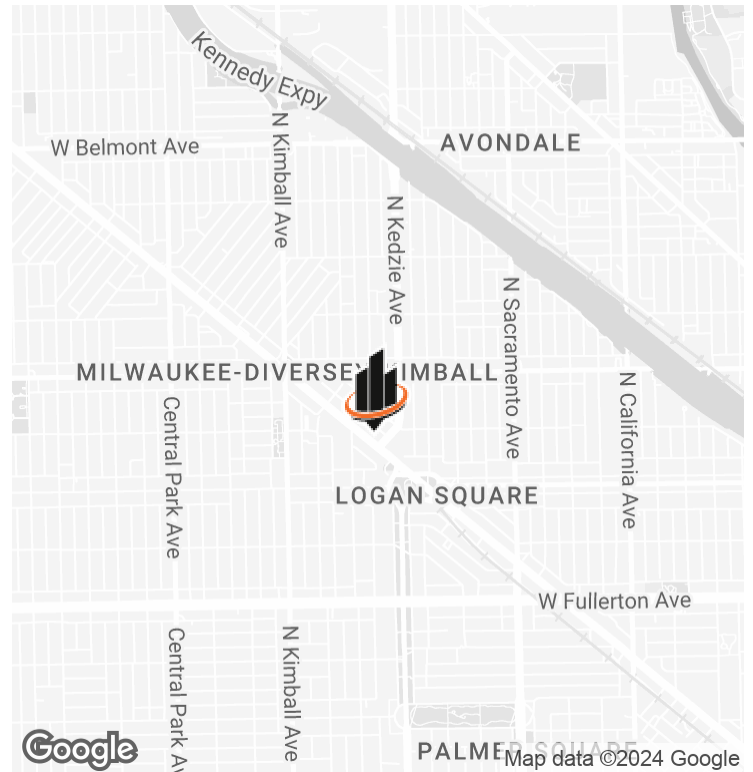 Kennedy Expy
W Belmont Ave
AVONDALE
N Kimball Ave
N Kedzie Ave
N Sacramento Ave
MILWAUKEE-DIVERSEY KIMBALL
N California Ave
Central Park Ave
LOGAN SQUARE
W Fullerton Ave
Central Park Av
N Kimball Ave
PALMER SQUARE
Google
Map data ©2024 Google